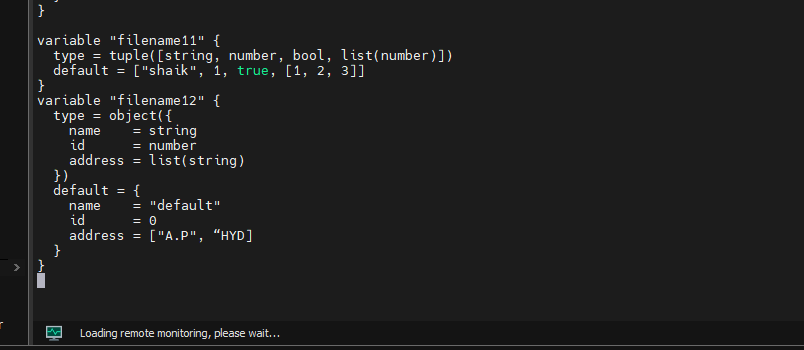 }
variable "filename11" {
  type = tuple([string, number, bool, list(number)])
  default = ["shaik", 1, true, [1, 2, 3]]
}
variable "filename12" {
  type = object({
    name    = string
    id      = number
    address = list(string)
  })
  default = {
    name    = "default"
    id      = 0
    address = ["A.P", “HYD]
  }
}
>
r
Loading remote monitoring, please wait...